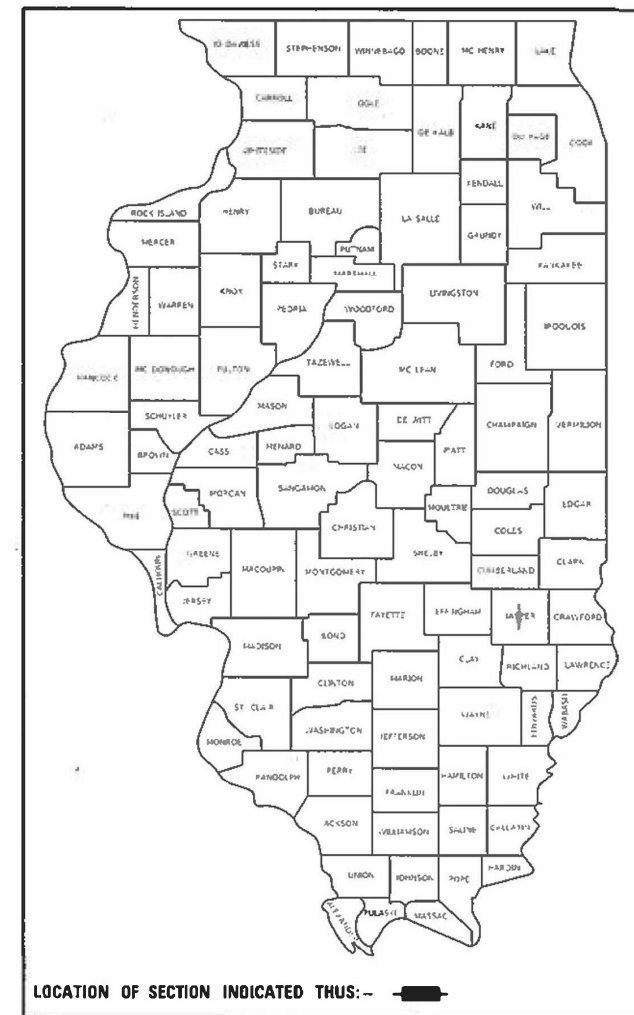 JO DAVIESS STEPHENSON WINNEBAGO BOONE MC HENRY LAKE
CARROLL OGLE DE KALB KANE DU PAGE COOK
WHITESIDE LEE KENDALL WILL
ROCK ISLAND HENRY BUREAU LA SALLE GRUNDY
MERCER PUTNAM KANKAKEE
STARK MARSHALL
HENDERSON WARREN KNOX PEORIA WOODFORD LIVINGSTON IROQUOIS
HANCOCK MC DONOUGH FULTON TAZEWELL MC LEAN FORD
SCHUYLER MASON LOGAN DE WITT CHAMPAIGN VERMILION
ADAMS BROWN CASS MENARD MACON PIATT
PIKE SCOTT MORGAN SANGAMON CHRISTIAN MOULTRIE DOUGLAS EDGAR
COLES
CALHOUN GREENE MACOUPIN MONTGOMERY SHELBY CUMBERLAND CLARK
JERSEY FAYETTE EFFINGHAM JASPER CRAWFORD
MADISON BOND CLAY RICHLAND LAWRENCE
CLINTON MARION
ST. CLAIR WASHINGTON JEFFERSON WAYNE EDWARDS WABASH
MONROE
RANDOLPH PERRY FRANKLIN HAMILTON WHITE
JACKSON WILLIAMSON SALINE GALLATIN
UNION JOHNSON POPE HARDIN
ALEXANDER PULASKI MASSAC
LOCATION OF SECTION INDICATED THUS:-